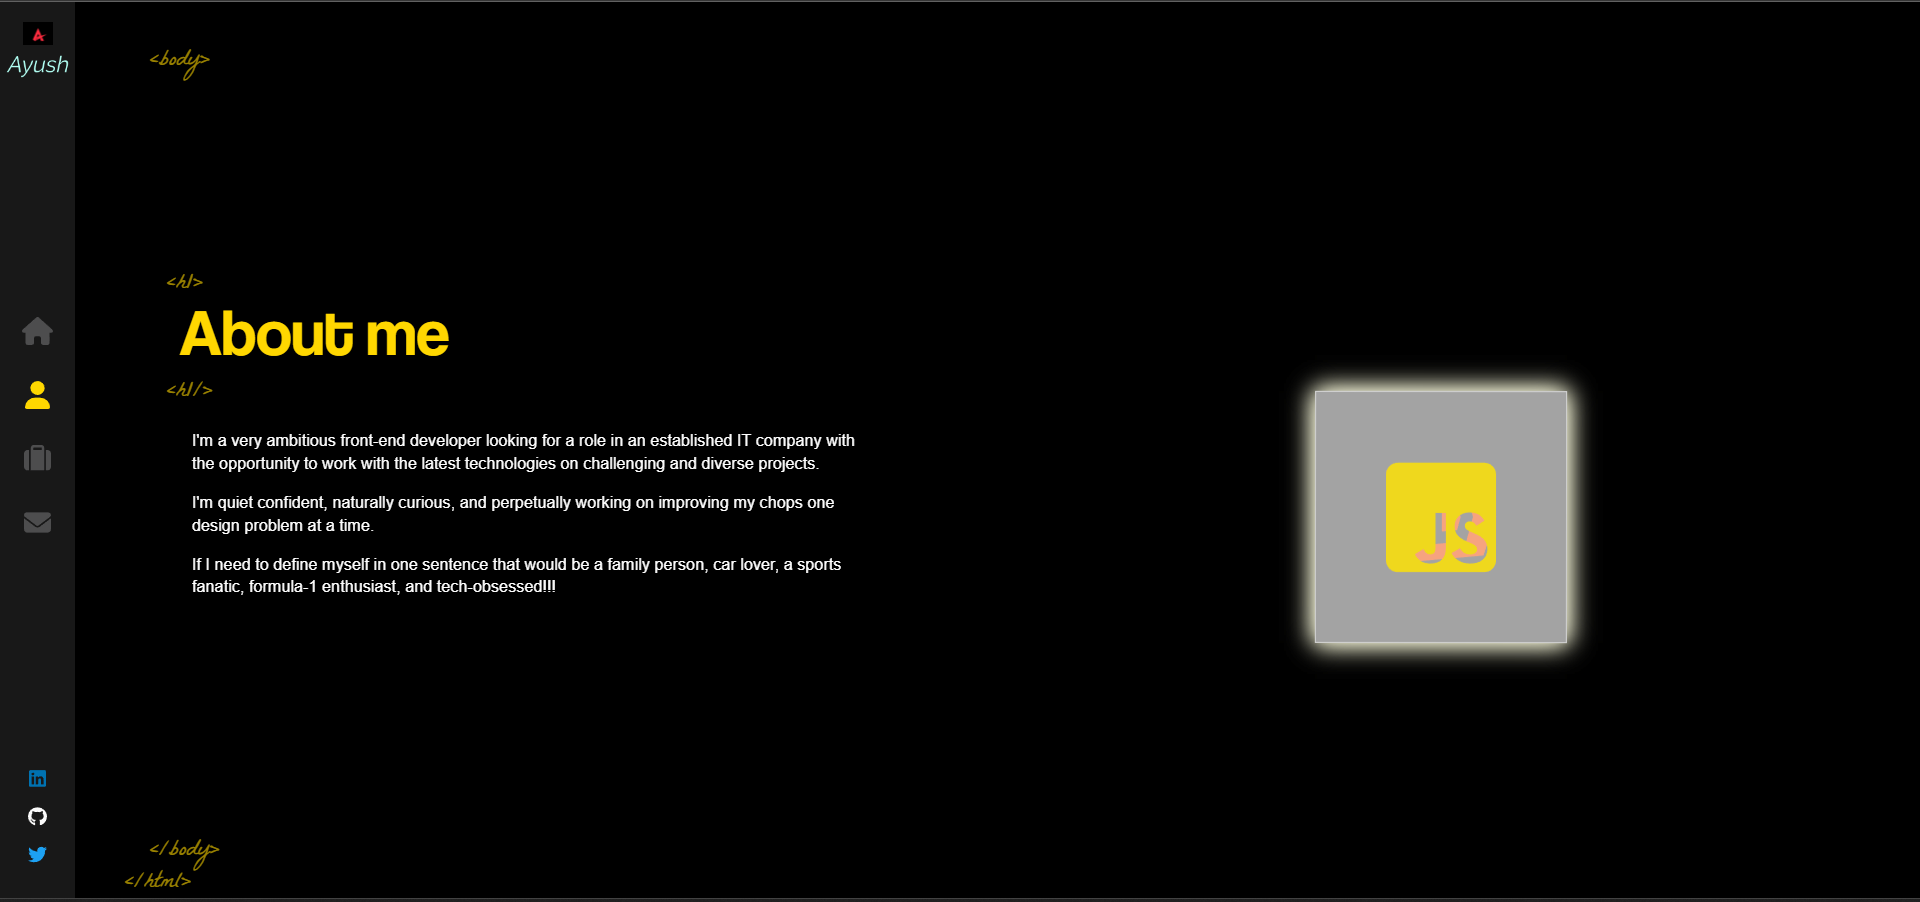 A
Ayush
<body>
<h1>
About me
<h1/>
I'm a very ambitious front-end developer looking for a role in an established IT company with
the opportunity to work with the latest technologies on challenging and diverse projects.
I'm quiet confident, naturally curious, and perpetually working on improving my chops one
design problem at a time.
If I need to define myself in one sentence that would be a family person, car lover, a sports
fanatic, formula-1 enthusiast, and tech-obsessed!!!
JS
in
</body>
</html>